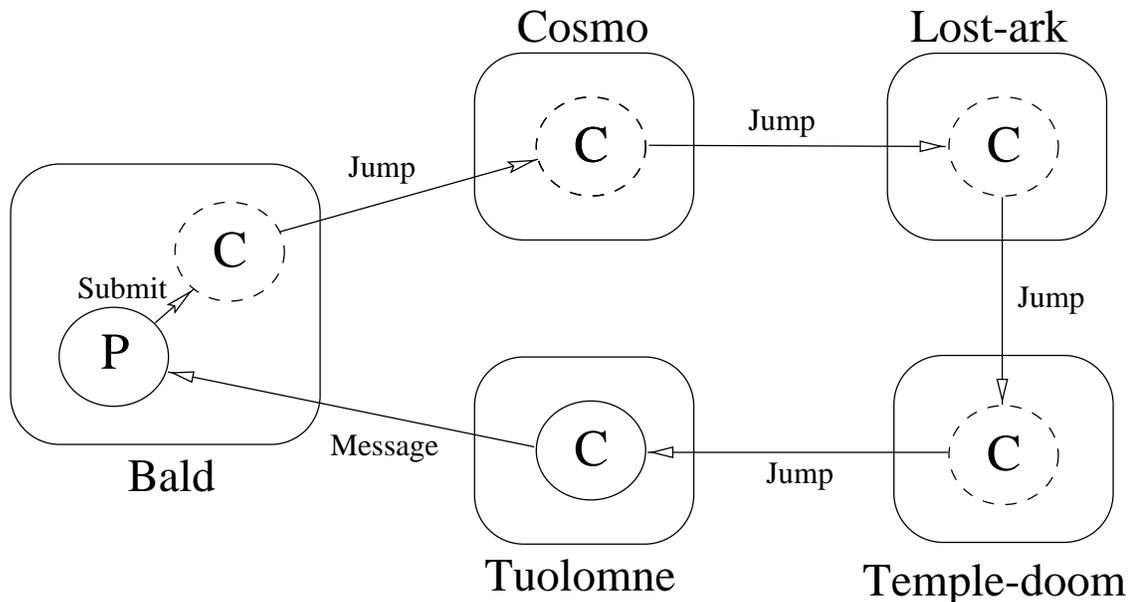 Cosmo
Lost-ark
C
Jump
C
Jump
C
C
Submit
Jump
P
Message
C
Jump
C
Bald
Tuolomne
Temple-doom